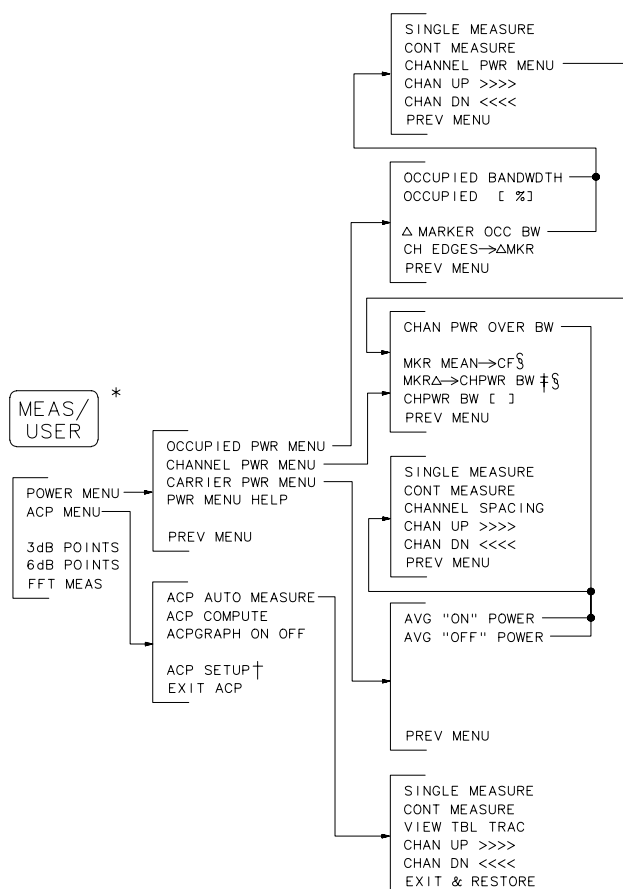 SINGLE MEASURE
CONT MEASURE
CHANNEL PWR MENU
CHAN UP >>>>
CHAN DN <<<<
PREV MENU
OCCUPIED BANDWDTH
OCCUPIED [ %]
△ MARKER OCC BW
CH EDGES→△MKR
PREV MENU
CHAN PWR OVER BW
MKR MEAN→CF§
MKR△→CHPWR BW ‡§
CHPWR BW [ ]
PREV MENU
MEAS/
USER
*
OCCUPIED PWR MENU
CHANNEL PWR MENU
CARRIER PWR MENU
PWR MENU HELP
PREV MENU
POWER MENU
ACP MENU
3dB POINTS
6dB POINTS
FFT MEAS
SINGLE MEASURE
CONT MEASURE
CHANNEL SPACING
CHAN UP >>>>
CHAN DN <<<<
PREV MENU
ACP AUTO MEASURE
ACP COMPUTE
ACPGRAPH ON OFF
ACP SETUP†
EXIT ACP
AVG "ON" POWER
AVG "OFF" POWER
PREV MENU
SINGLE MEASURE
CONT MEASURE
VIEW TBL TRAC
CHAN UP >>>>
CHAN DN <<<<
EXIT & RESTORE